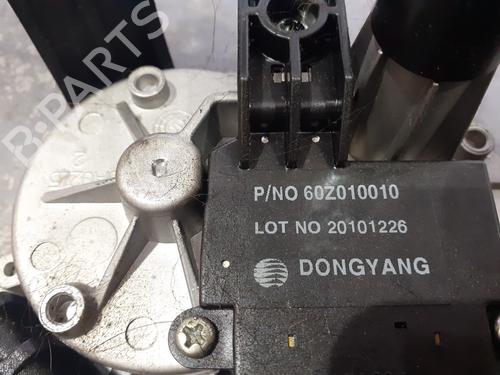 B-PARTS
P/NO 60Z010010
LOT NO 20101226
DONGYANG